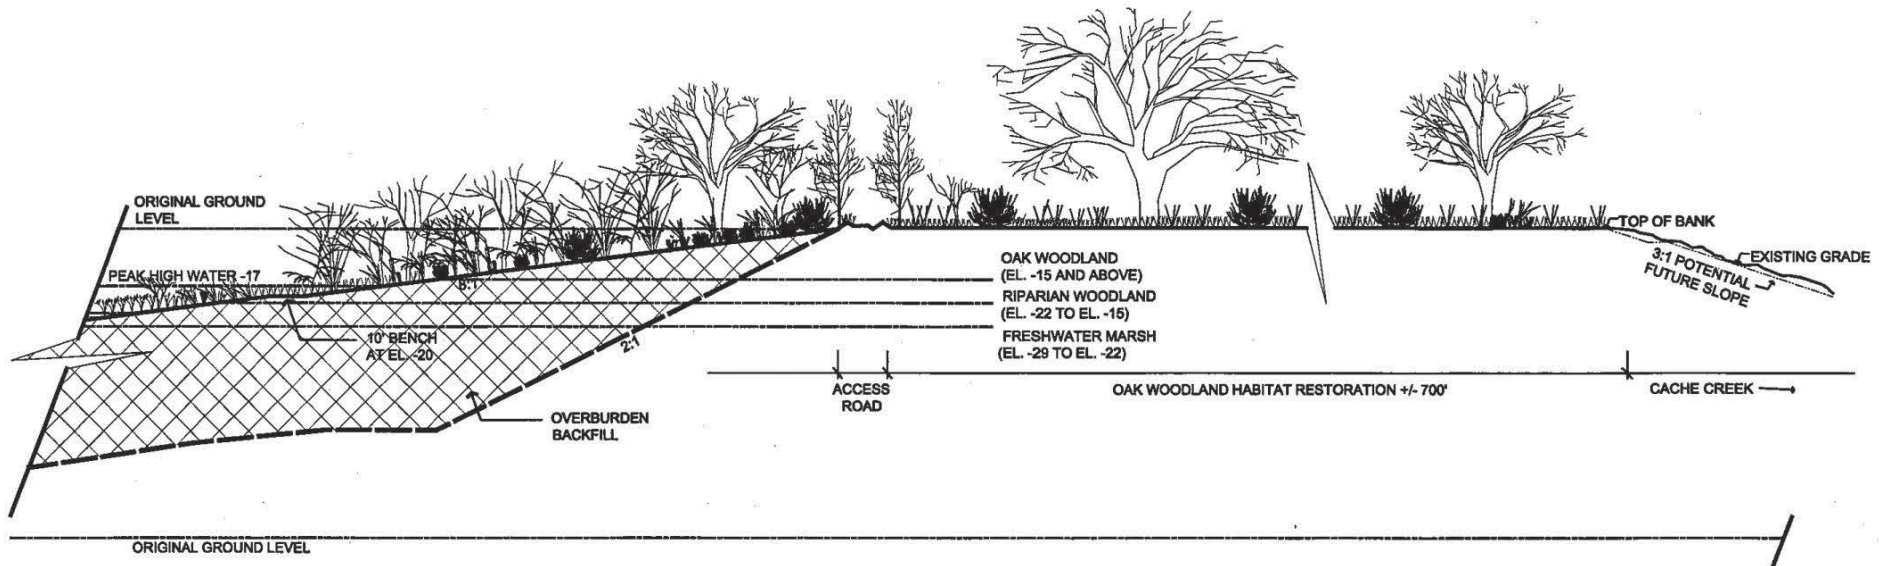 ORIGINAL GROUND
LEVEL
PEAK HIGH WATER -17
8:1
10' BENCH
AT EL. -20
2:1
OVERBURDEN
BACKFILL
OAK WOODLAND
(EL. -15 AND ABOVE)
RIPARIAN WOODLAND
(EL. -22 TO EL. -15)
FRESHWATER MARSH
(EL. -29 TO EL. -22)
TOP OF BANK
EXISTING GRADE
3:1 POTENTIAL
FUTURE SLOPE
ACCESS
ROAD
OAK WOODLAND HABITAT RESTORATION +/- 700'
CACHE CREEK
ORIGINAL GROUND LEVEL